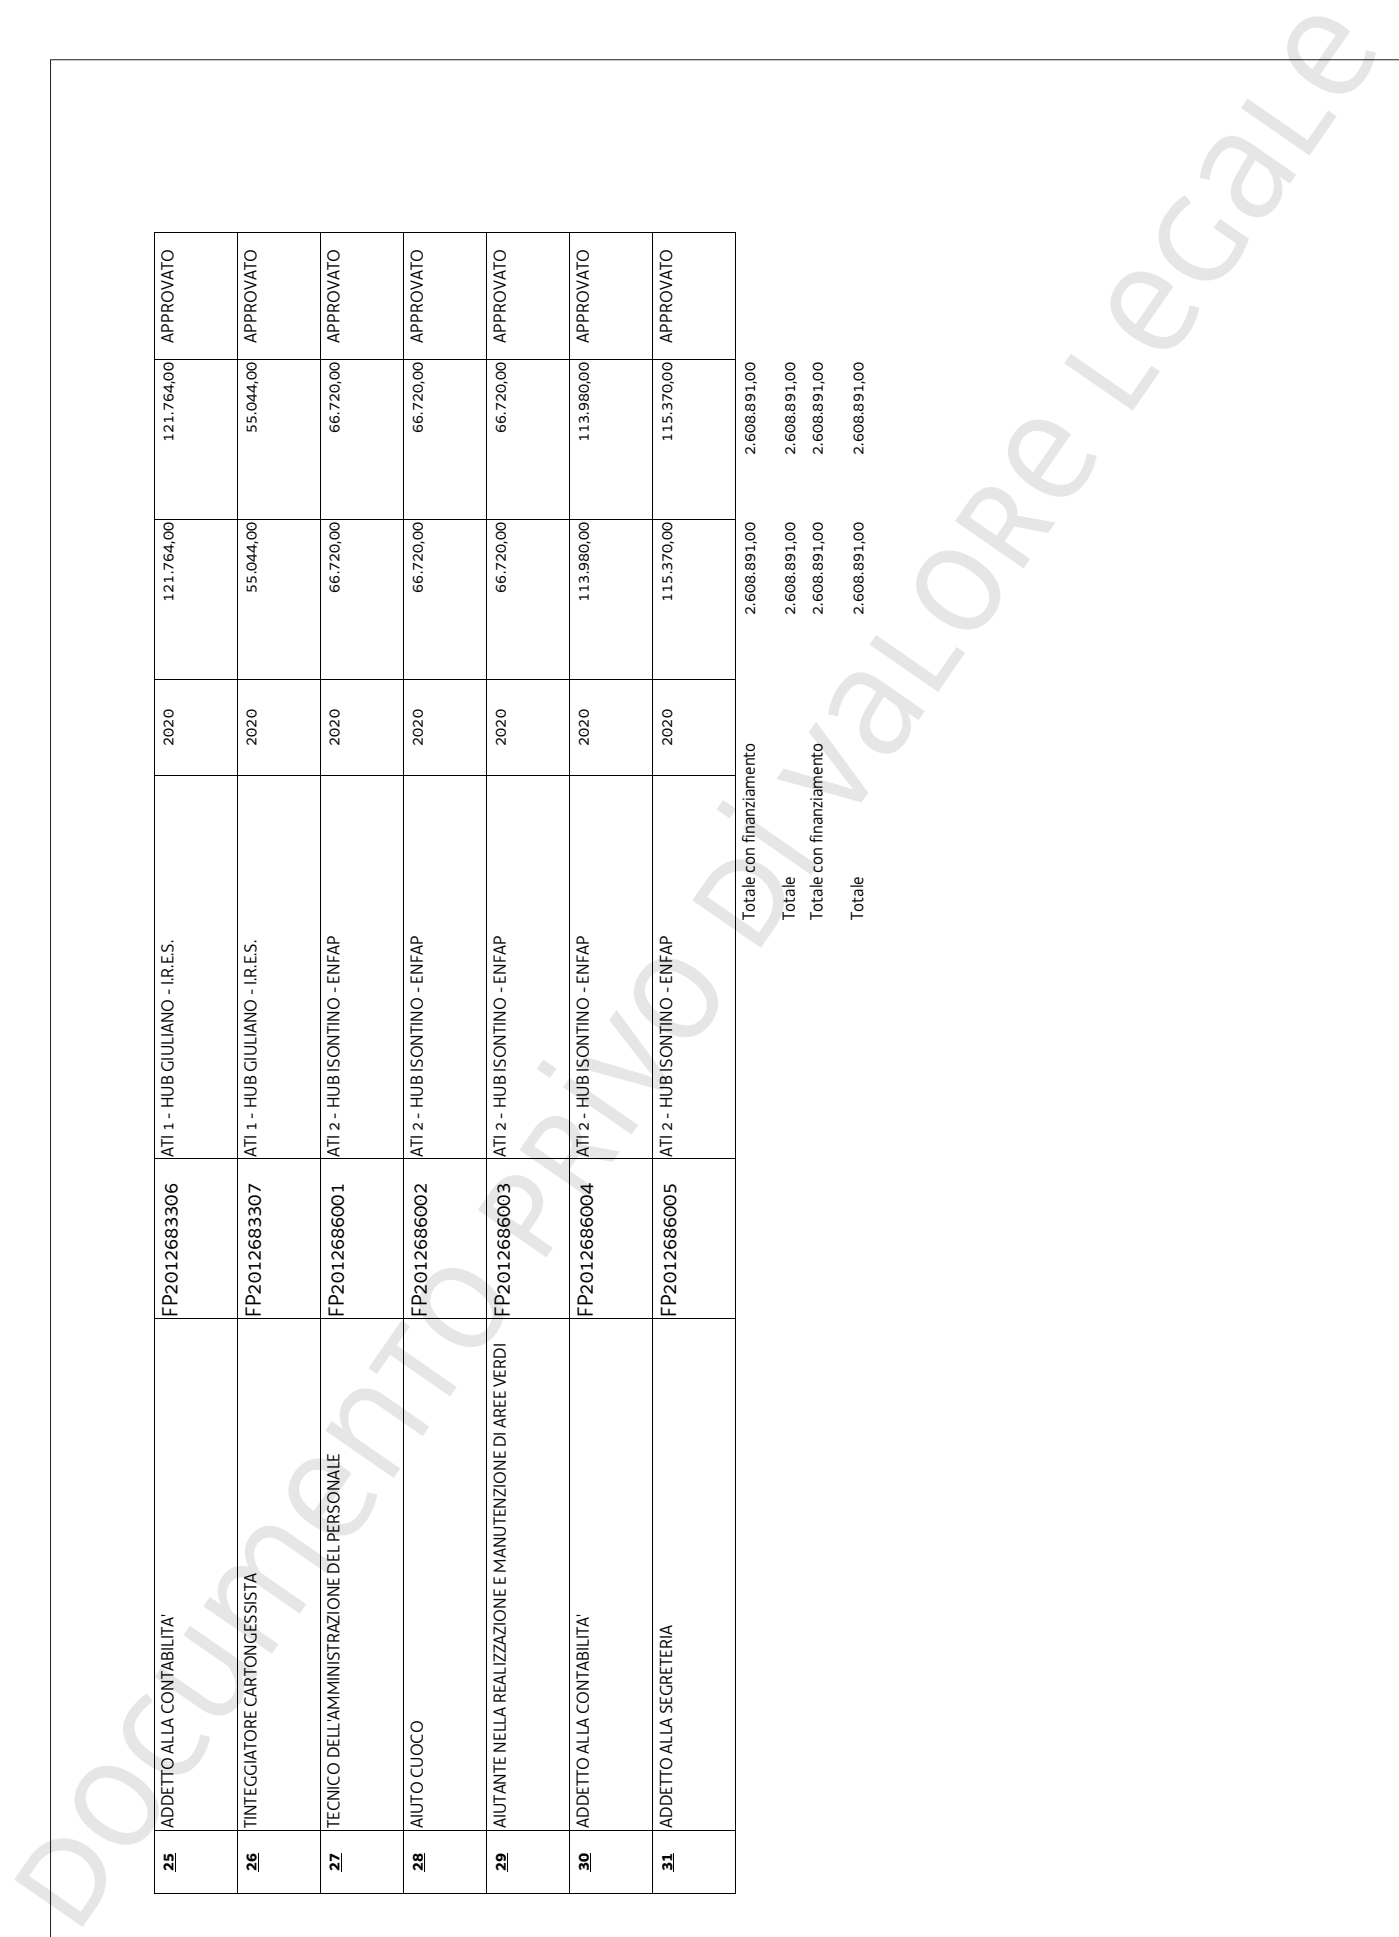 25 ADDETTO ALLA CONTABILITA' FP2012683306 ATI 1 - HUB GIULIANO - I.R.E.S. 2020 121.764,00 121.764,00 APPROVATO
26 TINTEGGIATORE CARTONGESSISTA FP2012683307 ATI 1 - HUB GIULIANO - I.R.E.S. 2020 55.044,00 55.044,00 APPROVATO
27 TECNICO DELL'AMMINISTRAZIONE DEL PERSONALE FP2012686001 ATI 2 - HUB ISONTINO - ENFAP 2020 66.720,00 66.720,00 APPROVATO
28 AIUTO CUOCO FP2012686002 ATI 2 - HUB ISONTINO - ENFAP 2020 66.720,00 66.720,00 APPROVATO
29 AIUTANTE NELLA REALIZZAZIONE E MANUTENZIONE DI AREE VERDI FP2012686003 ATI 2 - HUB ISONTINO - ENFAP 2020 66.720,00 66.720,00 APPROVATO
30 ADDETTO ALLA CONTABILITA' FP2012686004 ATI 2 - HUB ISONTINO - ENFAP 2020 113.980,00 113.980,00 APPROVATO
31 ADDETTO ALLA SEGRETERIA FP2012686005 ATI 2 - HUB ISONTINO - ENFAP 2020 115.370,00 115.370,00 APPROVATO
Totale con finanziamento 2.608.891,00 2.608.891,00
Totale 2.608.891,00 2.608.891,00
Totale con finanziamento 2.608.891,00 2.608.891,00
Totale 2.608.891,00 2.608.891,00
DOCumenTO PRiVO Di VaLORe LeGaLe